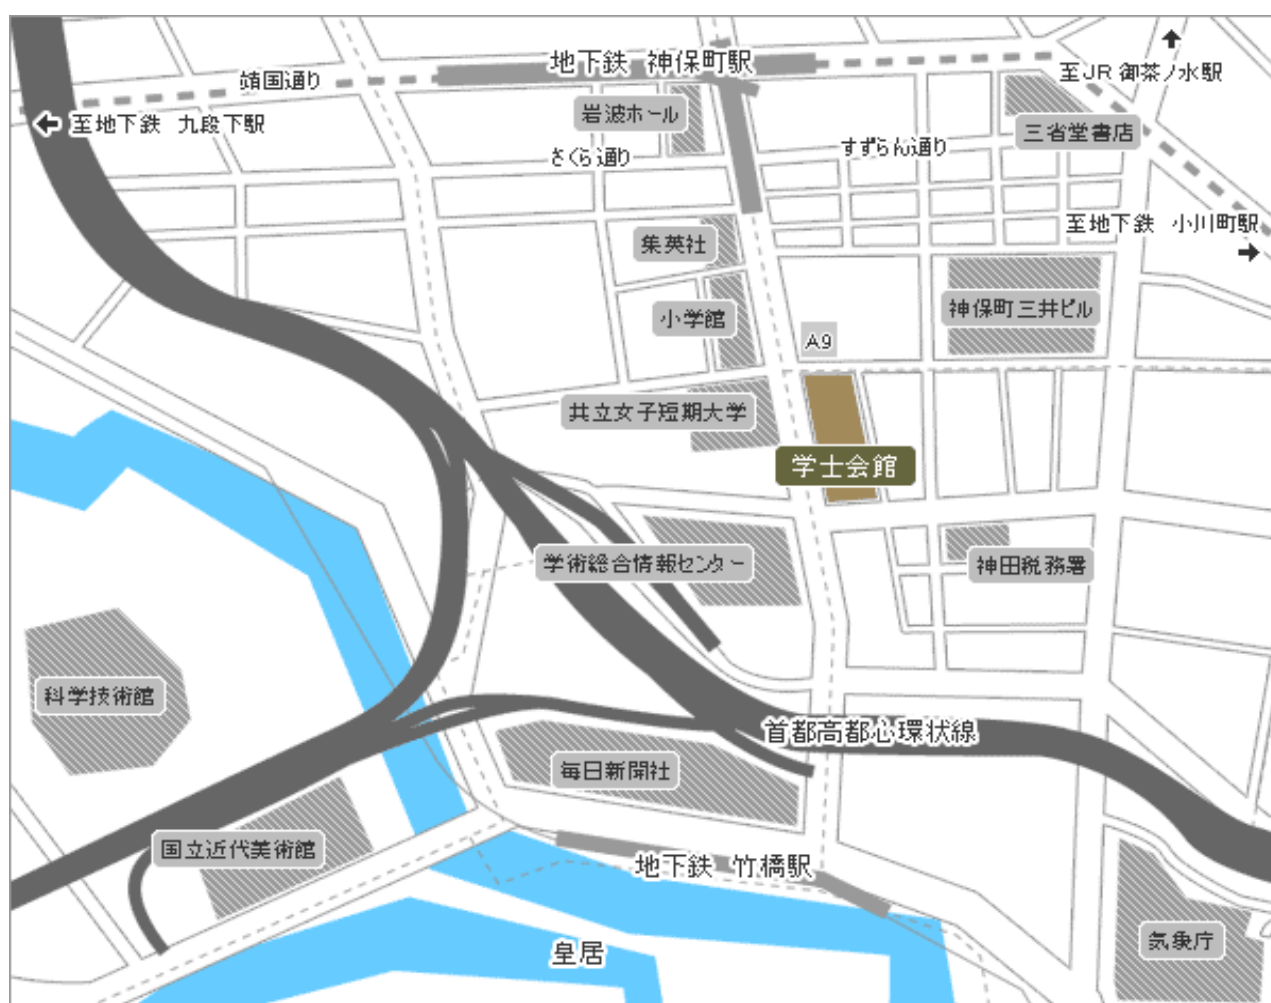 地下鉄 神保町駅
至JR 御茶ノ水駅
靖国通り
岩波ホール
至地下鉄 九段下駅
三省堂書店
さくら通り
すずらん通り
至地下鉄 小川町駅
集英社
神保町三井ビル
小学館
A9
共立女子短期大学
学士会館
学術総合情報センター
神田税務署
科学技術館
首都高都心環状線
毎日新聞社
国立近代美術館
地下鉄 竹橋駅
気象庁
皇居